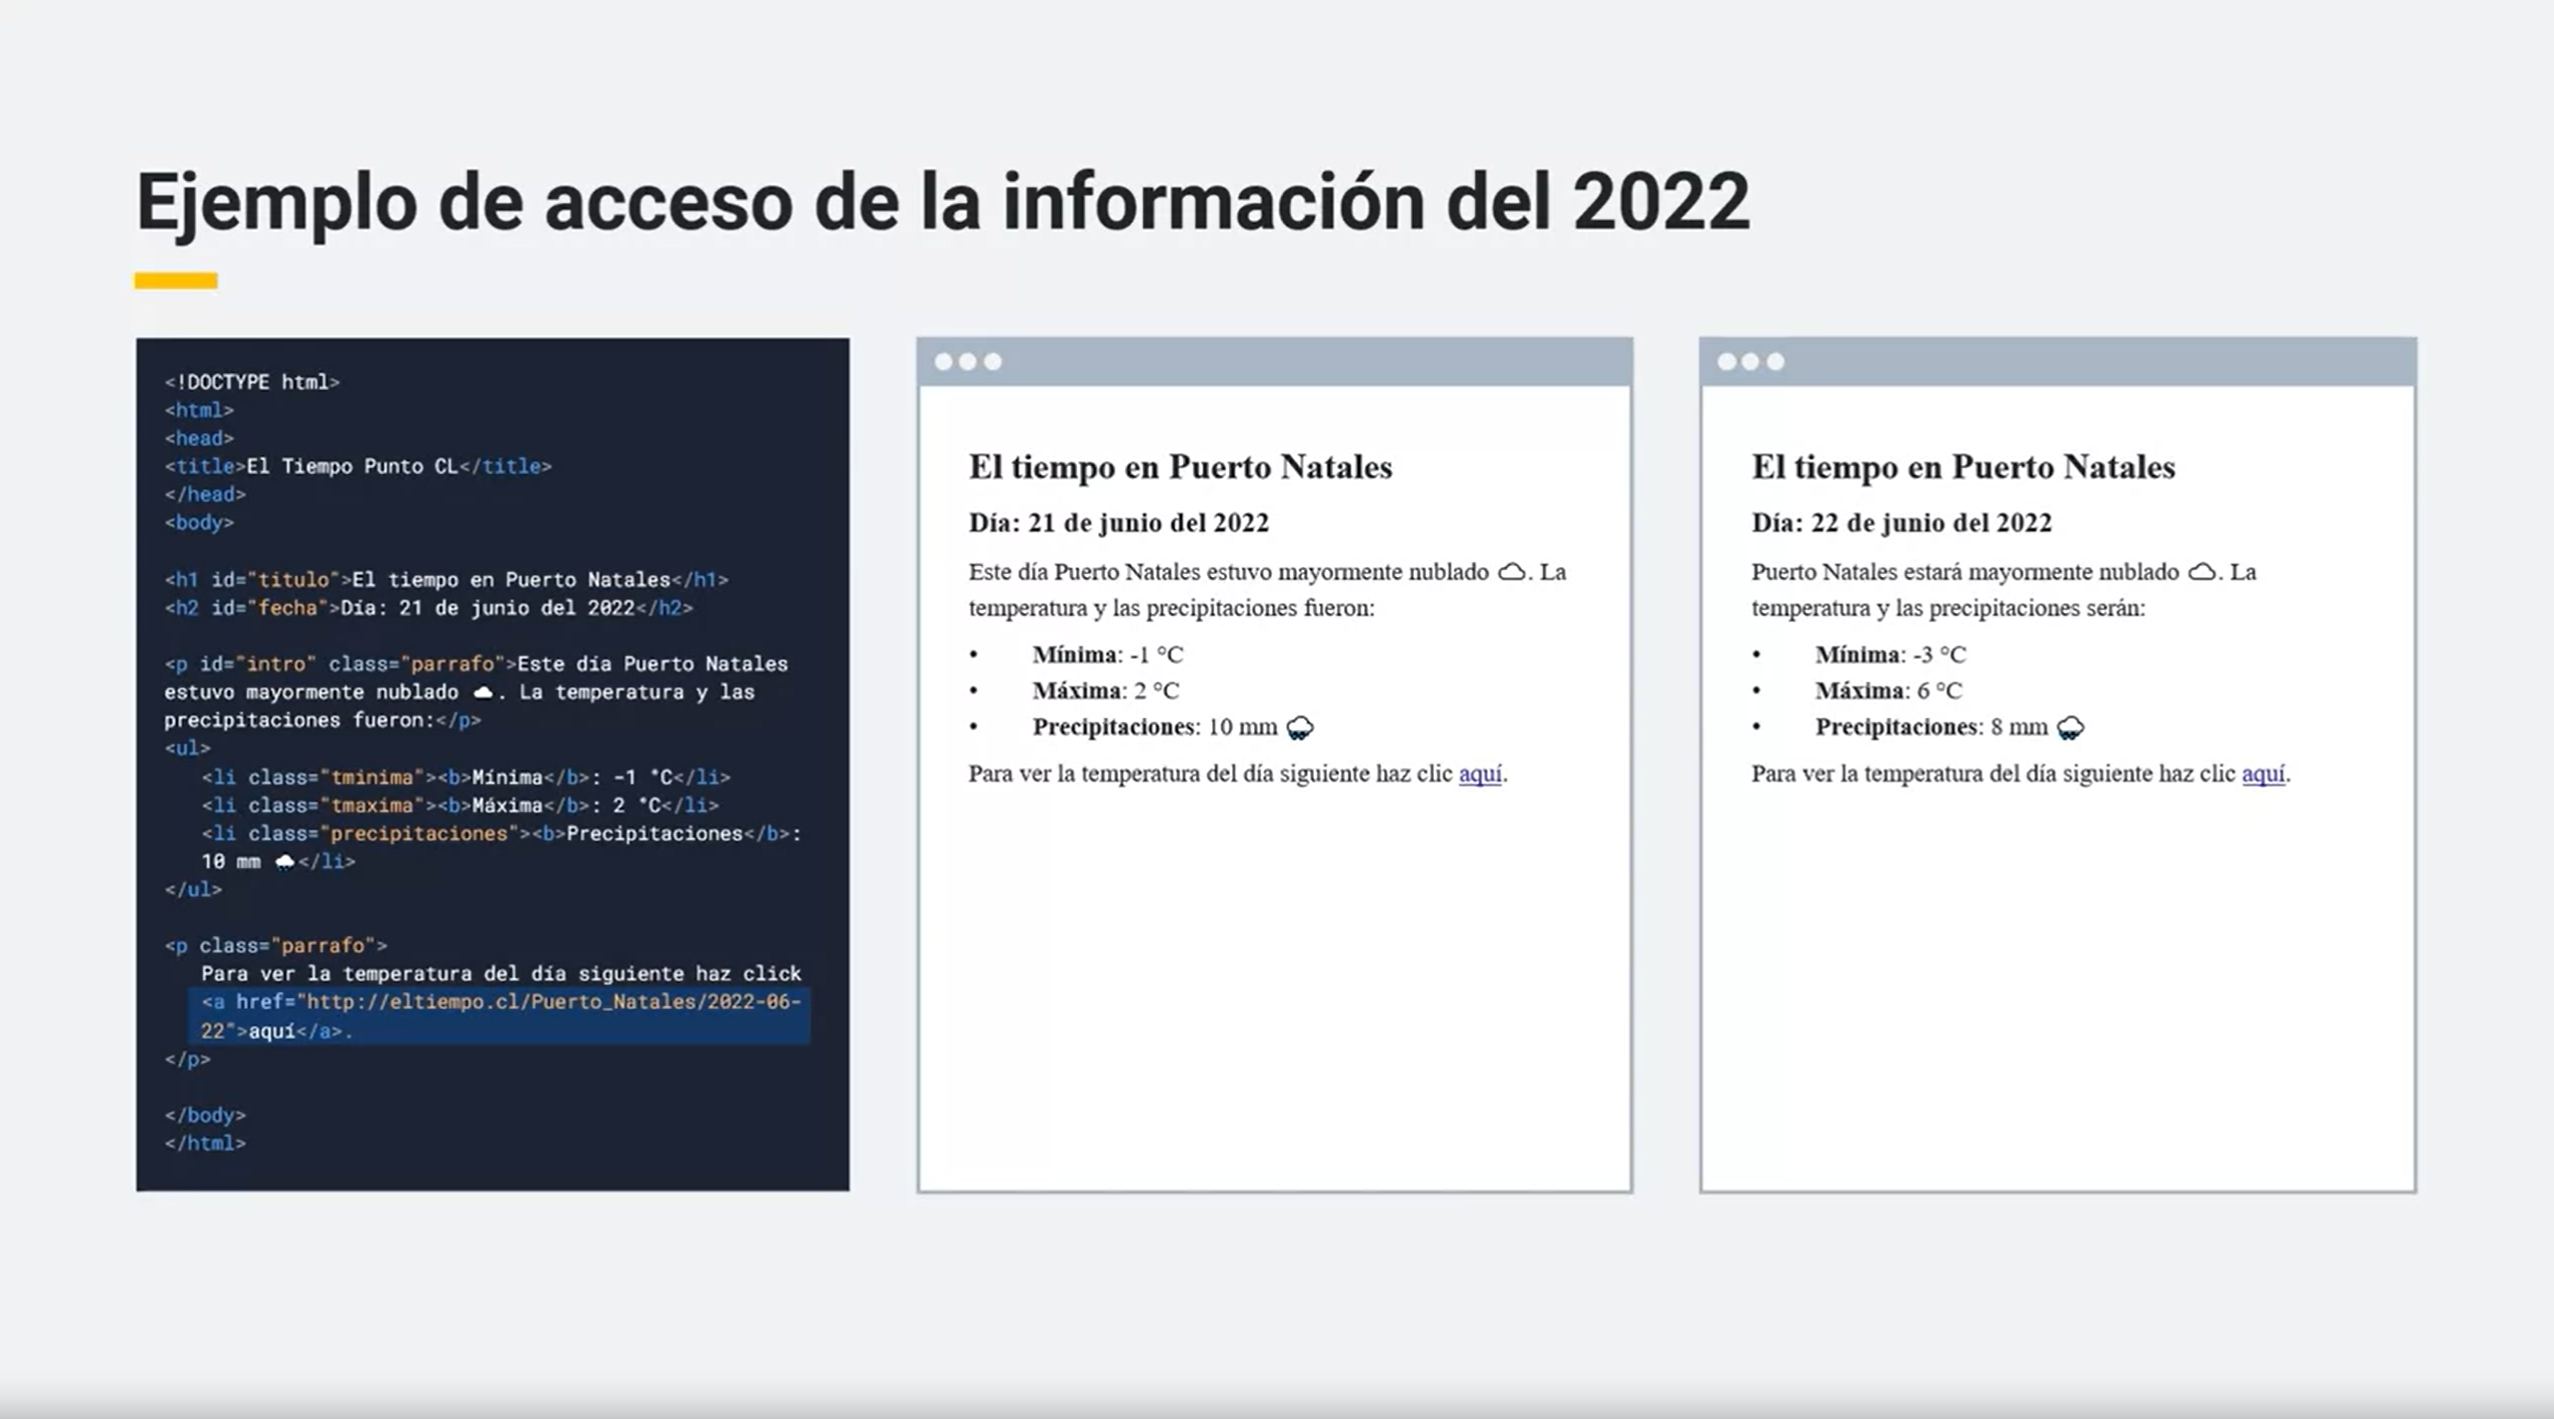 Ejemplo de acceso de la información del 2022
<!DOCTYPE html>
<html>
<head>
<title>El Tiempo Punto CL</title>
</head>
<body>
<h1 id="titulo">El tiempo en Puerto Natales</h1>
<h2 id="fecha">Día: 21 de junio del 2022</h2>
<p id="intro" class="parrafo">Este día Puerto Natales
estuvo mayormente nublado ☁. La temperatura y las
precipitaciones fueron:</p>
<ul>
<li class="tminima"><b>Mínima</b>: -1 °C</li>
<li class="tmaxima"><b>Máxima</b>: 2 °C</li>
<li class="precipitaciones"><b>Precipitaciones</b>:
10 mm 🌧</li>
</ul>
<p class="parrafo">
Para ver la temperatura del día siguiente haz click
<a href="http://eltiempo.cl/Puerto_Natales/2022-06-
22">aquí</a>.
</p>
</body>
</html>
El tiempo en Puerto Natales
Día: 21 de junio del 2022
Este día Puerto Natales estuvo mayormente nublado ☁. La
temperatura y las precipitaciones fueron:
• Mínima: -1 °C
• Máxima: 2 °C
• Precipitaciones: 10 mm 🌧
Para ver la temperatura del día siguiente haz clic aquí.
El tiempo en Puerto Natales
Día: 22 de junio del 2022
Puerto Natales estará mayormente nublado ☁. La
temperatura y las precipitaciones serán:
• Mínima: -3 °C
• Máxima: 6 °C
• Precipitaciones: 8 mm 🌧
Para ver la temperatura del día siguiente haz clic aquí.